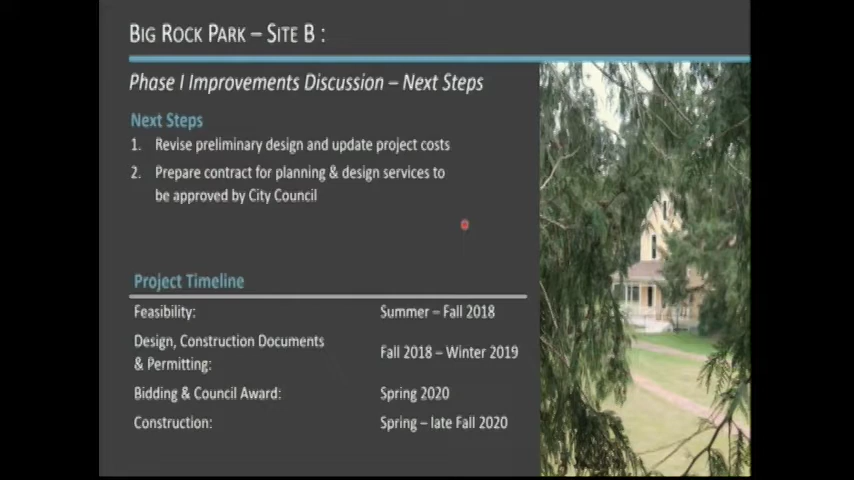 BIG ROCK PARK – SITE B :
Phase I Improvements Discussion – Next Steps
Next Steps
1. Revise preliminary design and update project costs
2. Prepare contract for planning & design services to
be approved by City Council
Project Timeline
Feasibility: Summer – Fall 2018
Design, Construction Documents
& Permitting: Fall 2018 – Winter 2019
Bidding & Council Award: Spring 2020
Construction: Spring – late Fall 2020